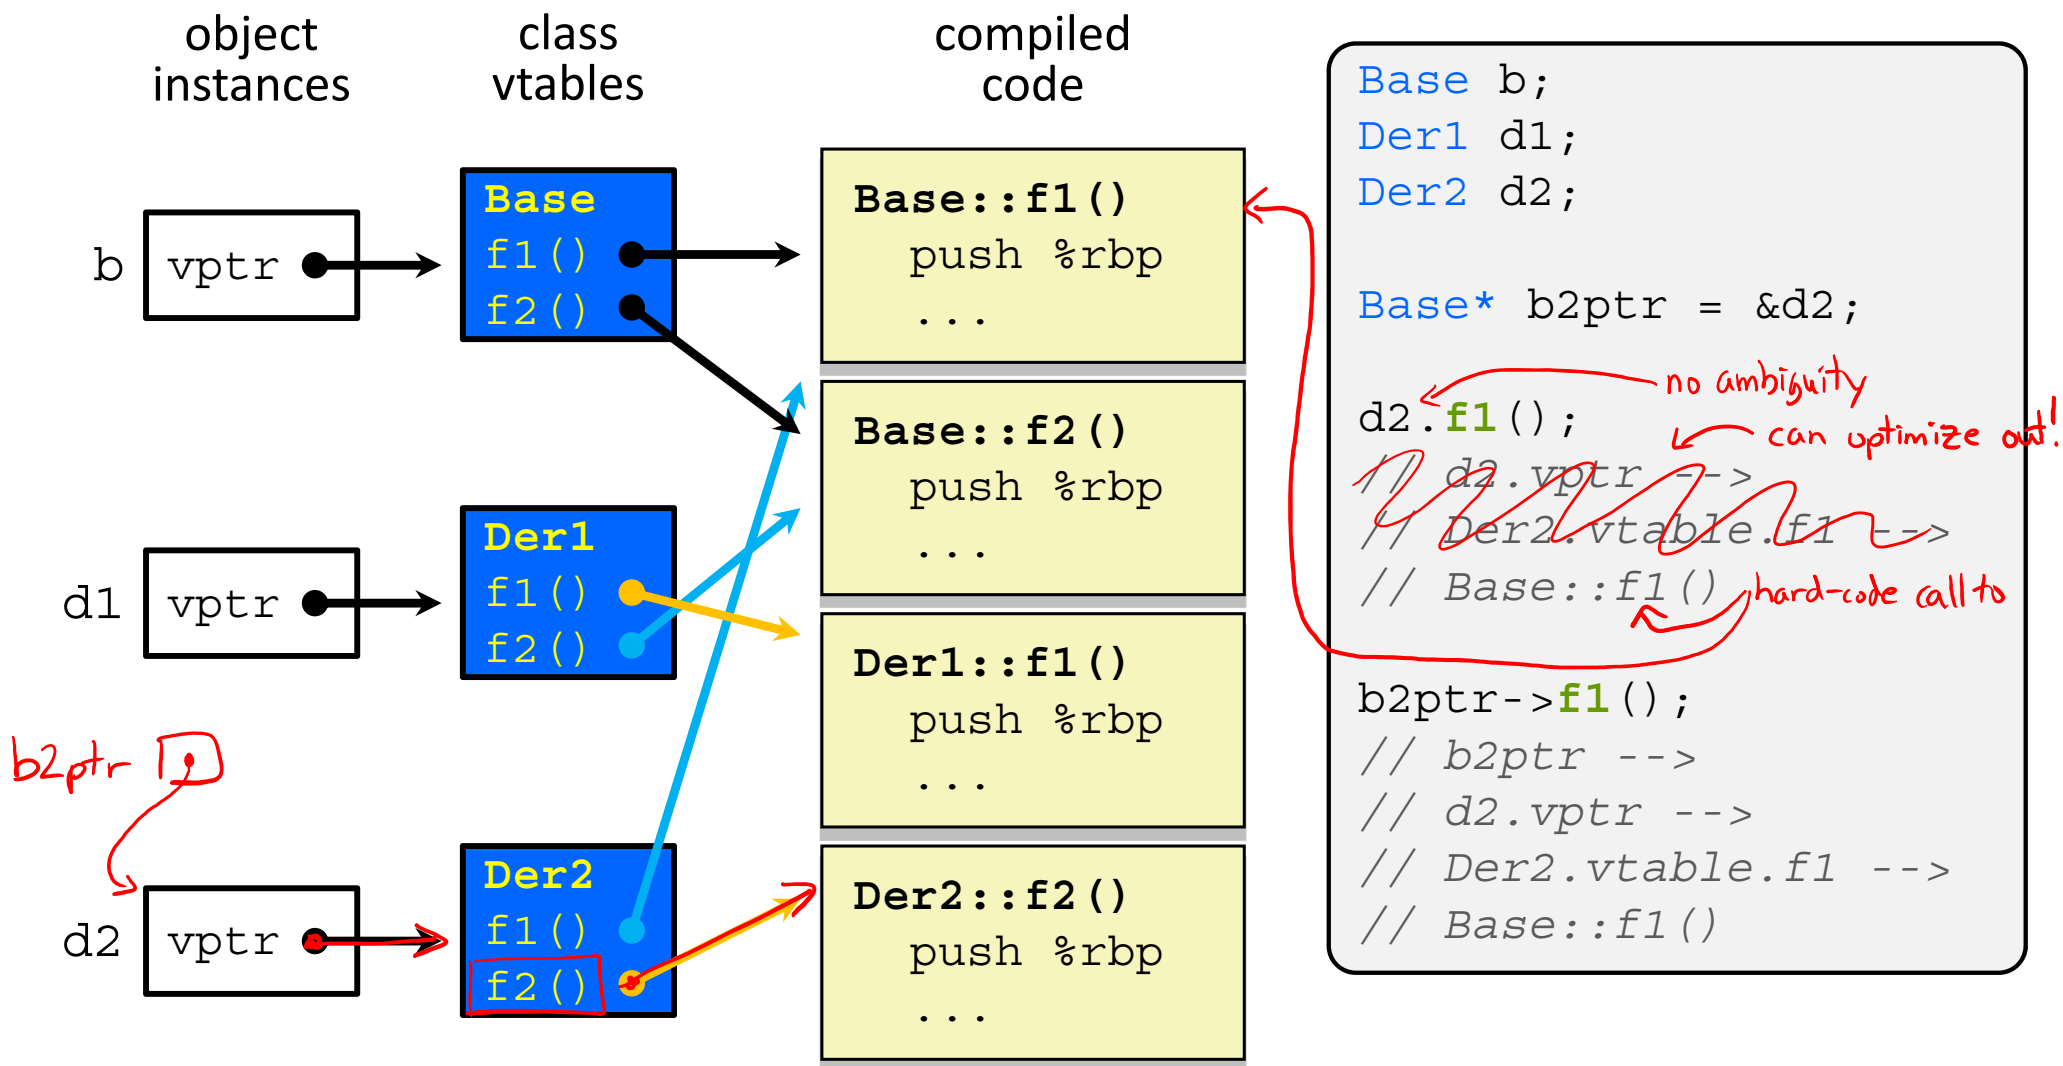 object
instances
class
vtables
compiled
code
b
vptr
Base
f1()
f2()
Base::f1()
push %rbp
...
Base::f2()
push %rbp
...
d1
vptr
Der1
f1()
f2()
Der1::f1()
push %rbp
...
b2ptr
d2
vptr
Der2
f1()
f2()
Der2::f2()
push %rbp
...
Base b;
Der1 d1;
Der2 d2;
Base* b2ptr = &d2;
no ambiguity
d2.f1();
can optimize out!
// d2.vptr -->
// Der2.vtable.f1 -->
// Base::f1()
hard-code call to
b2ptr->f1();
// b2ptr -->
// d2.vptr -->
// Der2.vtable.f1 -->
// Base::f1()